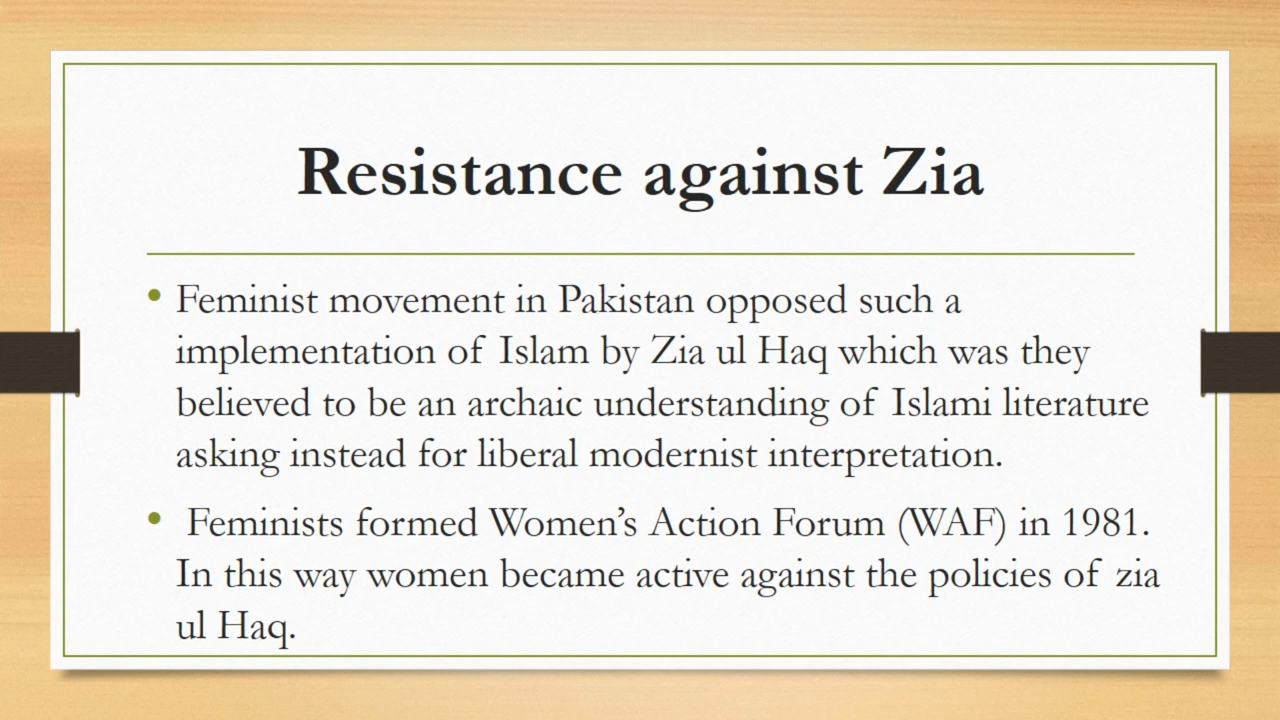 Resistance against Zia
• Feminist movement in Pakistan opposed such a
implementation of Islam by Zia ul Haq which was they
believed to be an archaic understanding of Islami literature
asking instead for liberal modernist interpretation.
• Feminists formed Women’s Action Forum (WAF) in 1981.
In this way women became active against the policies of zia
ul Haq.